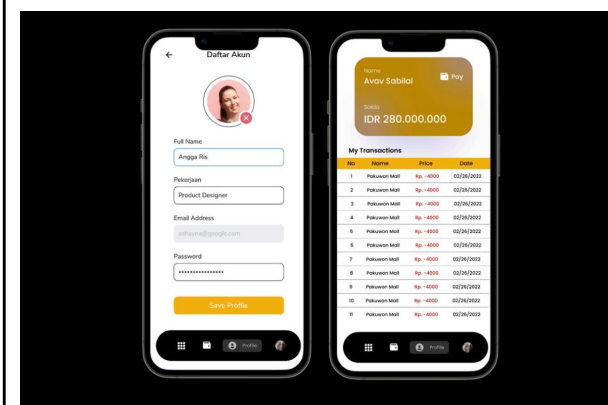 Daftar Akun
Full Name
Angga Ris
Pekerjaan
Product Designer
Email Address
Password
****************
Save Profile
Profile
Name
Avav Sabilal
Pay
Saldo
IDR 280.000.000
My Transactions
No Name Price Date
1 Pakuwon Mall Rp. -4000 02/26/2022
2 Pakuwon Mall Rp. -4000 02/26/2022
3 Pakuwon Mall Rp. -4000 02/26/2022
4 Pakuwon Mall Rp. -4000 02/26/2022
5 Pakuwon Mall Rp. -4000 02/26/2022
6 Pakuwon Mall Rp. -4000 02/26/2022
7 Pakuwon Mall Rp. -4000 02/26/2022
8 Pakuwon Mall Rp. -4000 02/26/2022
9 Pakuwon Mall Rp. -4000 02/26/2022
10 Pakuwon Mall Rp. -4000 02/26/2022
11 Pakuwon Mall Rp. -4000 02/26/2022
Profile